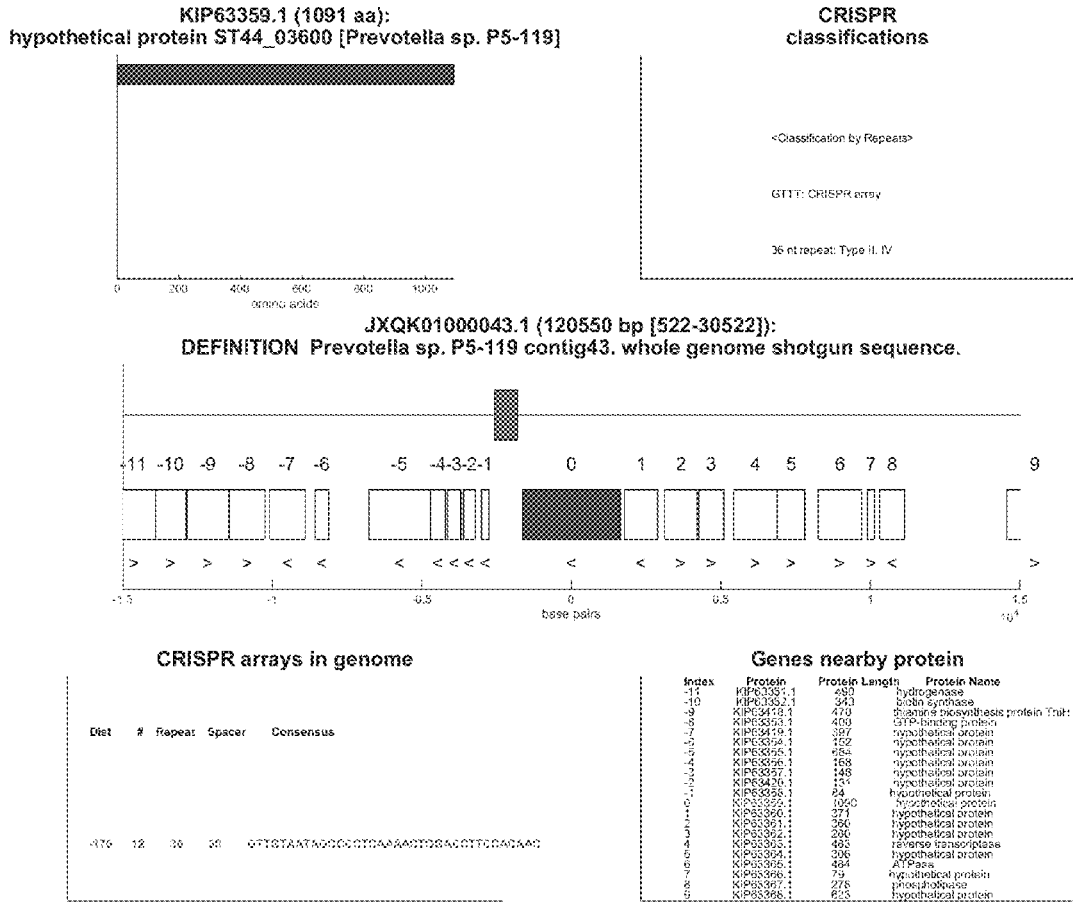 KIP63359.1 (1091 aa):
hypothetical protein ST44_03600 [Prevotella sp. P5-119]
CRISPR
classifications
<Classification by Repeats>
GTTT: CRISPR array
36 nt repeat: Type II, IV
0 200 400 600 800 1000
amino acids
JXQK01000043.1 (120550 bp [522-30522]):
DEFINITION Prevotella sp. P5-119 contig43, whole genome shotgun sequence.
-11 -10 -9 -8 -7 -6 -5 -4 -3 -2 -1 0 1 2 3 4 5 6 7 8 9
> > > > < < < < < < < < < > > > > > > < >
-1.5 -1 -0.5 0 0.5 1 1.5
base pairs
10⁴
CRISPR arrays in genome
Dist # Repeat Spacer Consensus
12 36 30
Genes nearby protein
Index Protein Protein Length Protein Name
-11 KIP63351.1 490 hydrogenase
-10 KIP63352.1 343 biotin synthase
-9 KIP63418.1 470 thiamine biosynthesis protein ThiH
-8 KIP63353.1 400 GTP-binding protein
-7 KIP63419.1 397 hypothetical protein
-6 KIP63354.1 152 hypothetical protein
-5 KIP63355.1 684 hypothetical protein
-4 KIP63356.1 168 hypothetical protein
-3 KIP63357.1 148 hypothetical protein
-2 KIP63420.1 131 hypothetical protein
-1 KIP63358.1 84 hypothetical protein
0 KIP63359.1 1090 hypothetical protein
1 KIP63360.1 371 hypothetical protein
2 KIP63361.1 360 hypothetical protein
3 KIP63362.1 280 hypothetical protein
4 KIP63363.1 483 reverse transcriptase
5 KIP63364.1 306 hypothetical protein
6 KIP63365.1 484 ATPase
7 KIP63366.1 79 hypothetical protein
8 KIP63367.1 278 phospholipase
9 KIP63368.1 623 hypothetical protein